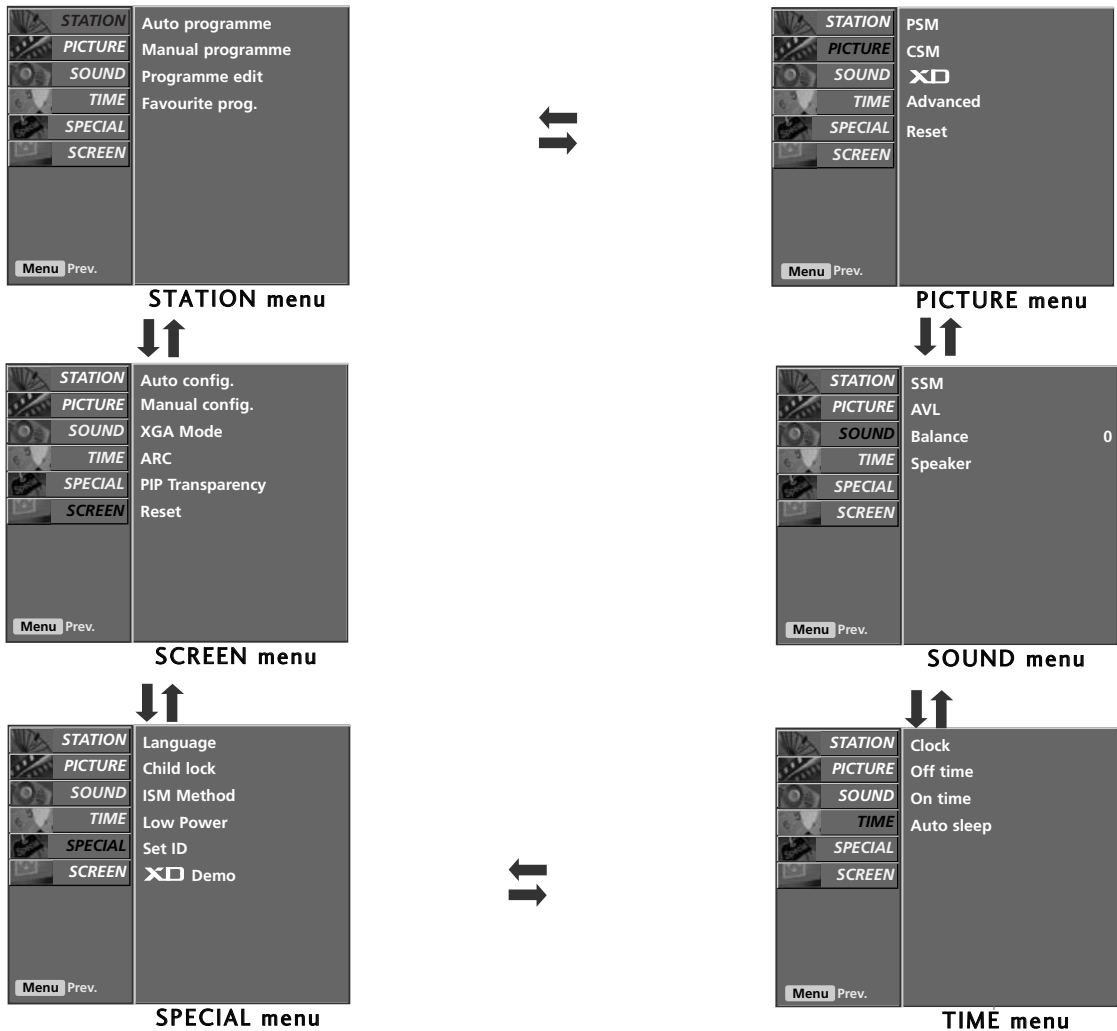 STATION
PICTURE
SOUND
TIME
SPECIAL
SCREEN
Auto programme
Manual programme
Programme edit
Favourite prog.
Menu Prev.
STATION menu
STATION
PICTURE
SOUND
TIME
SPECIAL
SCREEN
PSM
CSM
XD
Advanced
Reset
Menu Prev.
PICTURE menu
STATION
PICTURE
SOUND
TIME
SPECIAL
SCREEN
Auto config.
Manual config.
XGA Mode
ARC
PIP Transparency
Reset
Menu Prev.
SCREEN menu
STATION
PICTURE
SOUND
TIME
SPECIAL
SCREEN
SSM
AVL
Balance 0
Speaker
Menu Prev.
SOUND menu
STATION
PICTURE
SOUND
TIME
SPECIAL
SCREEN
Language
Child lock
ISM Method
Low Power
Set ID
XD Demo
Menu Prev.
SPECIAL menu
STATION
PICTURE
SOUND
TIME
SPECIAL
SCREEN
Clock
Off time
On time
Auto sleep
Menu Prev.
TIME menu